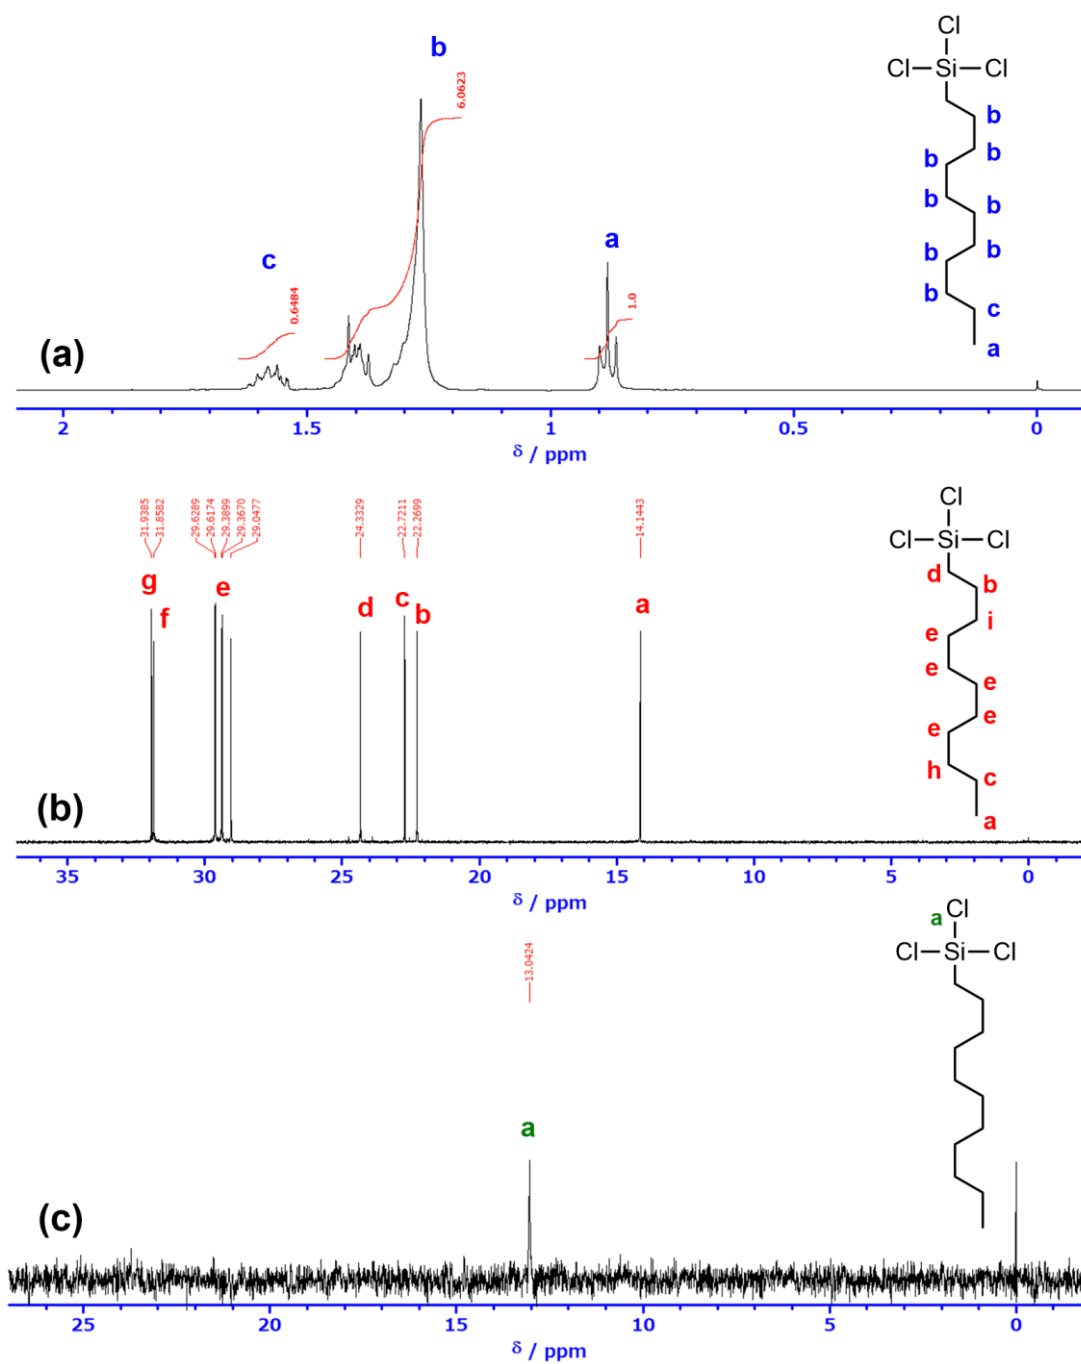 Cl
Cl Si Cl
b
b
b
b
b
b
b
b
b
c
a
(a)
c
b
a
0.6484
6.0623
1.0
2 1.5 1 0.5 0
δ / ppm
31.9385
31.8582
29.6289
29.6174
29.3899
29.3670
29.0477
24.3329
22.7211
22.2699
14.1443
g
f
e
d
c
b
a
(b)
Cl
Cl Si Cl
d
b
i
e
e
e
e
e
h
c
a
35 30 25 20 15 10 5 0
δ / ppm
13.0424
a
a
Cl
Cl Si Cl
(c)
25 20 15 10 5 0
δ / ppm